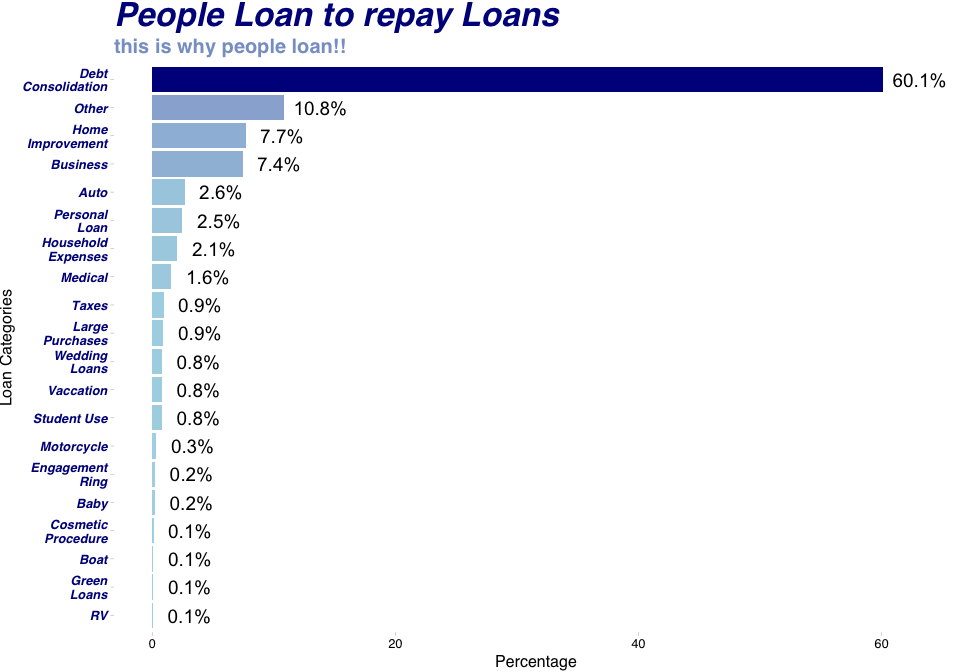 People Loan to repay Loans
this is why people loan!!
Debt
Consolidation
60.1%
Other
10.8%
Home
Improvement
7.7%
Business
7.4%
Auto
2.6%
Personal
Loan
2.5%
Household
Expenses
2.1%
Medical
1.6%
Taxes
0.9%
Large
Purchases
0.9%
Wedding
Loans
0.8%
Vaccation
0.8%
Student Use
0.8%
Motorcycle
0.3%
Engagement
Ring
0.2%
Baby
0.2%
Cosmetic
Procedure
0.1%
Boat
0.1%
Green
Loans
0.1%
RV
0.1%
Loan Categories
0 20 40 60
Percentage